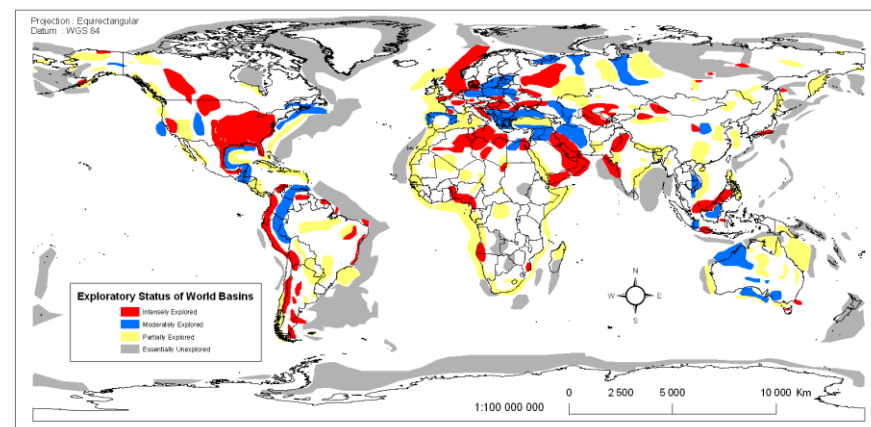 Projection : Equirectangular
Datum : WGS 84
Exploratory Status of World Basins
Intensely Explored
Moderately Explored
Partially Explored
Essentially Unexplored
N
W E
S
0 2 500 5 000 10 000 Km
1:100 000 000